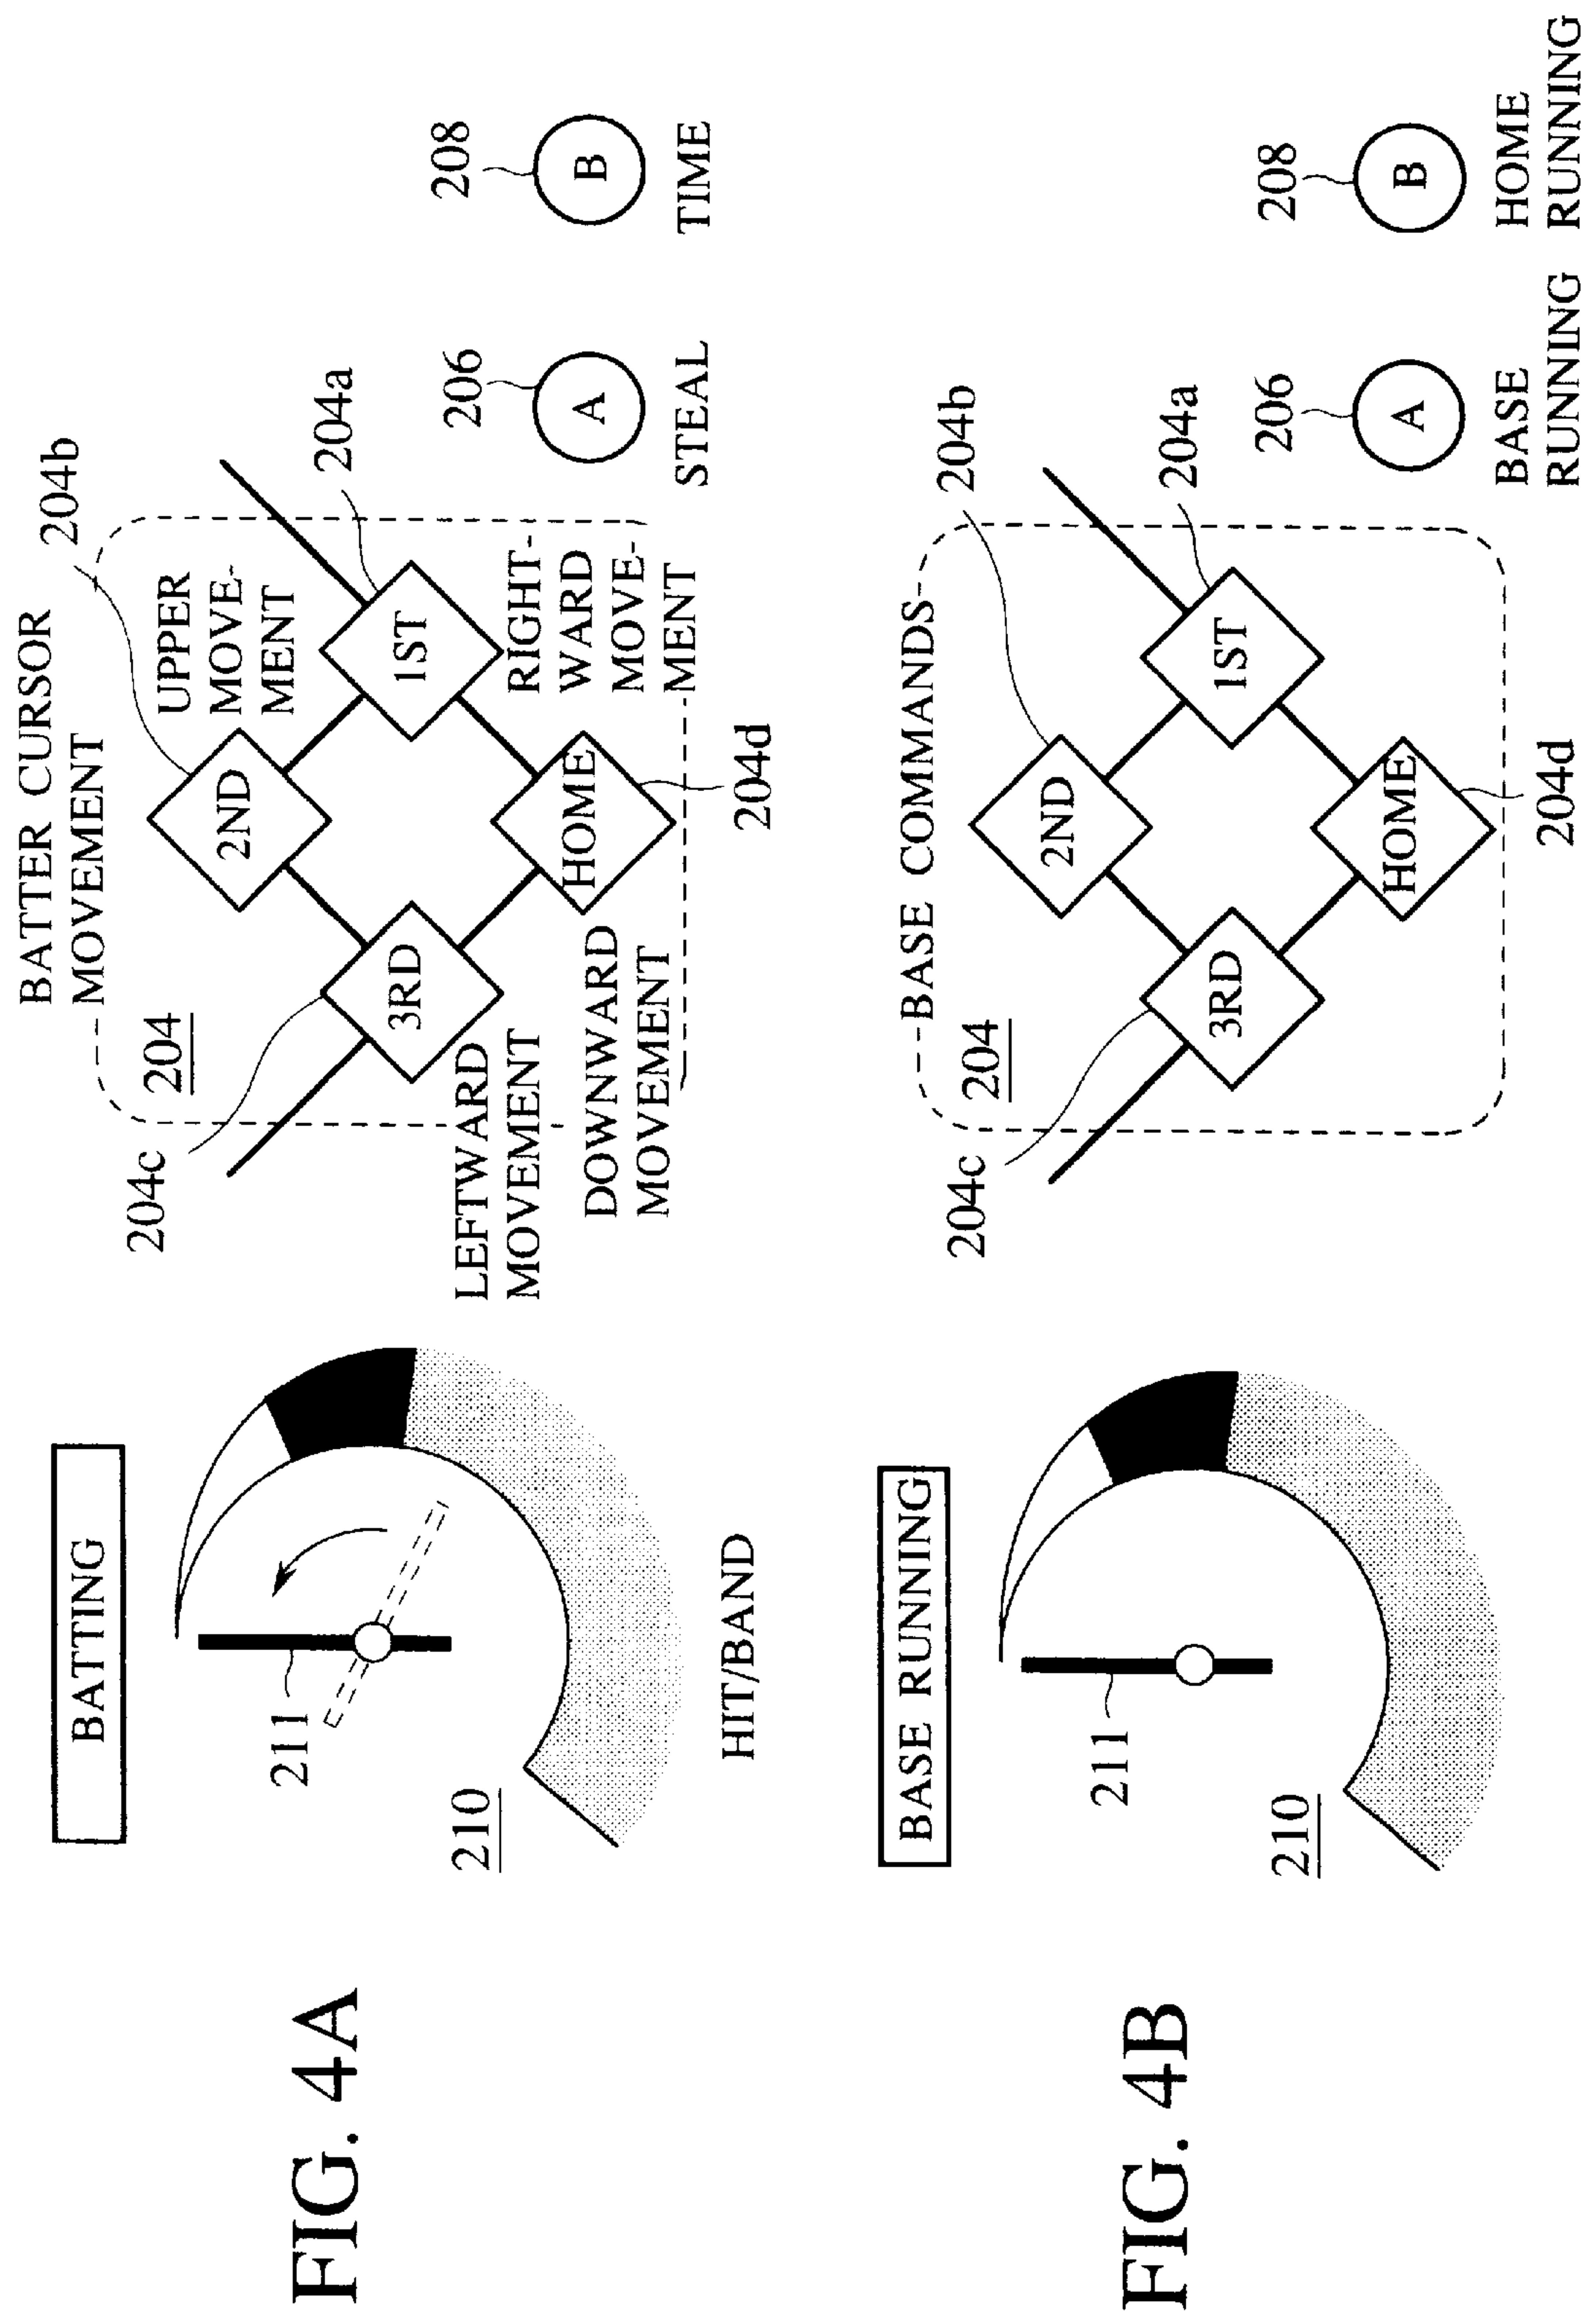 FIG. 4A
BATTING
210
211
HIT/BAND
BATTER CURSOR
MOVEMENT
204
204c
204b
UPPER
MOVE-
MENT
2ND
3RD
1ST
HOME
204a
RIGHT-
WARD
MOVE-
MENT
LEFTWARD
MOVEMENT
DOWNWARD
MOVEMENT
204d
206
A
STEAL
208
B
TIME
FIG. 4B
BASE RUNNING
210
211
BASE COMMANDS
204
204c
204b
2ND
3RD
1ST
HOME
204a
204d
206
A
BASE
RUNNING
208
B
HOME
RUNNING